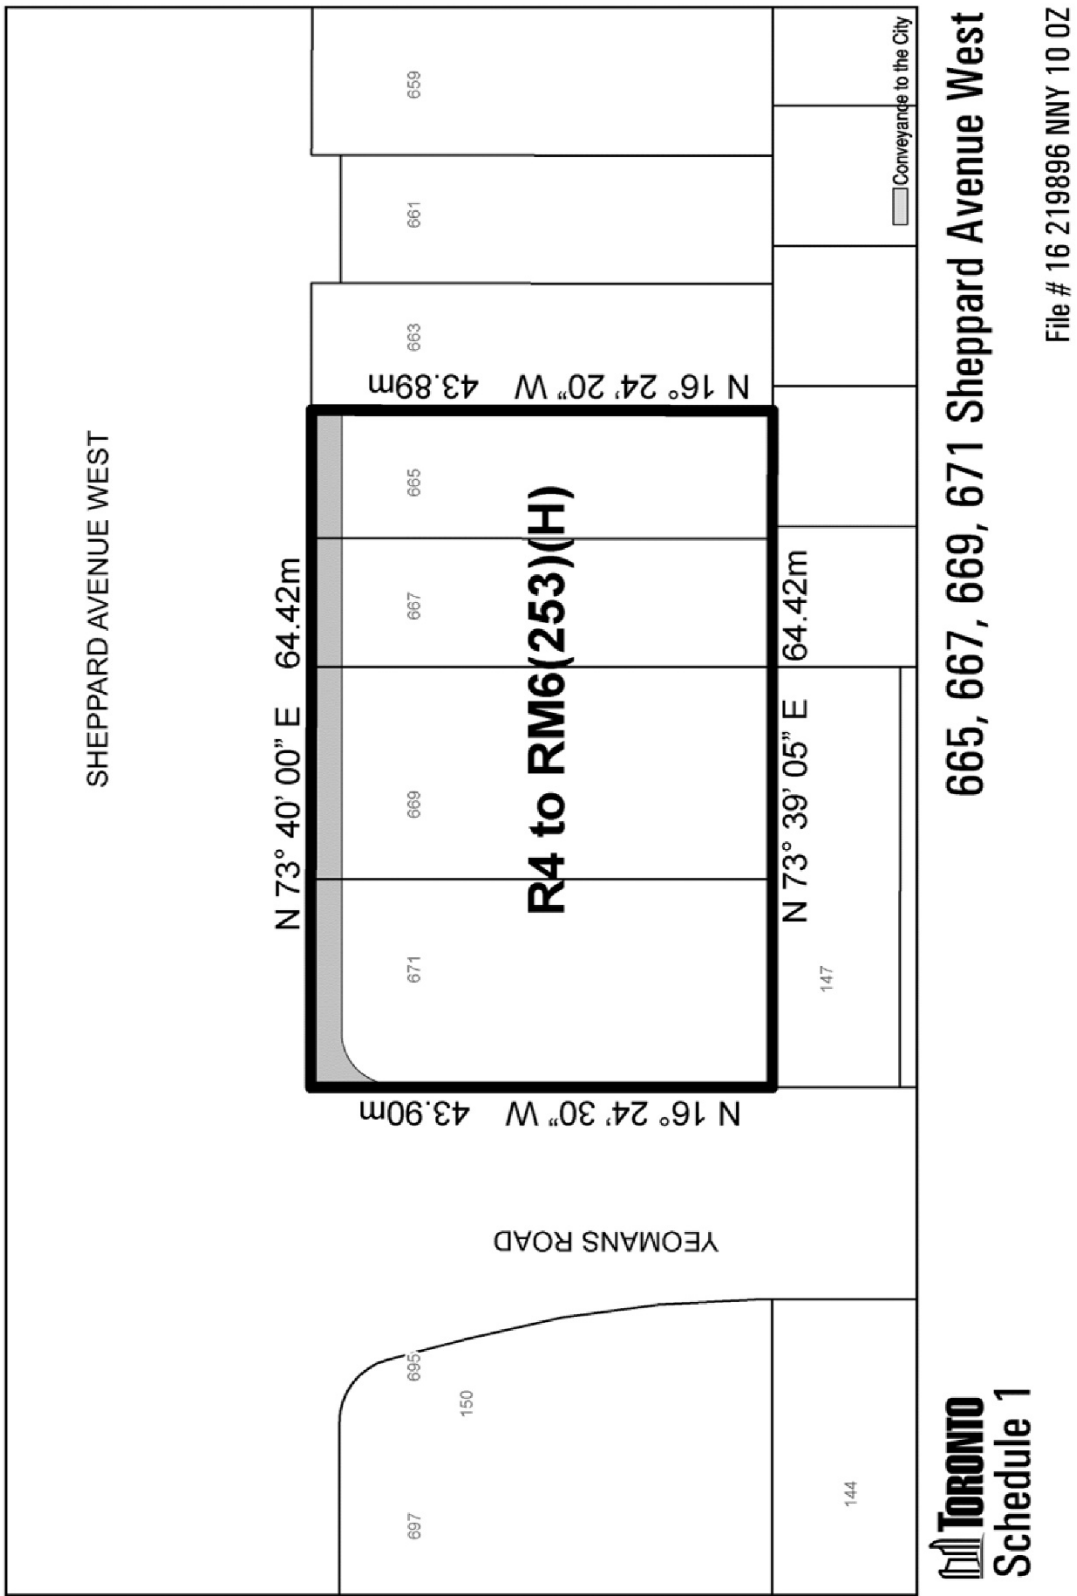 SHEPPARD AVENUE WEST
N 73° 40' 00" E 64.42m
697
695
150
671
669
667
665
663
661
659
N 16° 24' 30" W 43.90m
N 16° 24' 20" W 43.89m
R4 to RM6(253)(H)
YEOMANS ROAD
N 73° 39' 05" E 64.42m
147
144
Conveyance to the City
TORONTO
Schedule 1
665, 667, 669, 671 Sheppard Avenue West
File # 16 219896 NNY 10 OZ